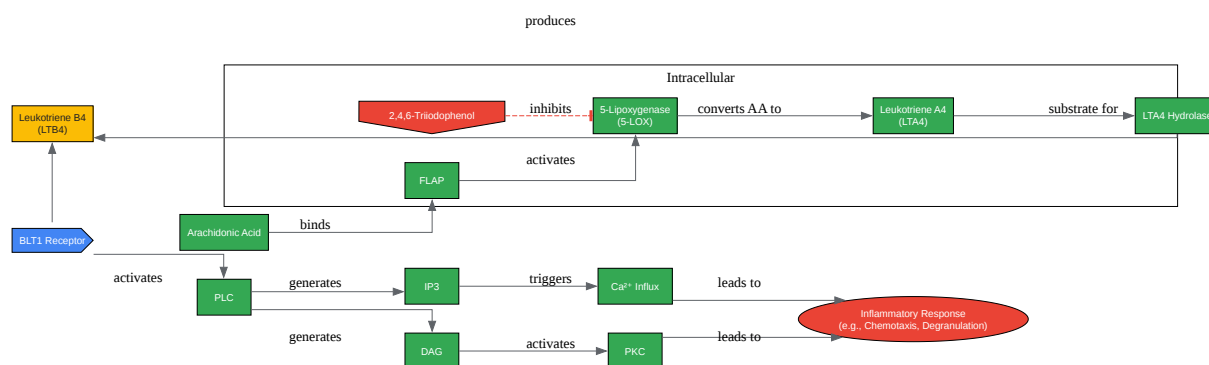 produces
Intracellular
Leukotriene B4
(LTB4)
2,4,6-Triiodophenol
inhibits
5-Lipoxygenase
(5-LOX)
converts AA to
Leukotriene A4
(LTA4)
substrate for
LTA4 Hydrolase
activates
FLAP
Arachidonic Acid
binds
BLT1 Receptor
activates
PLC
generates
IP3
triggers
Ca²⁺ Influx
leads to
Inflammatory Response
(e.g., Chemotaxis, Degranulation)
generates
DAG
activates
PKC
leads to